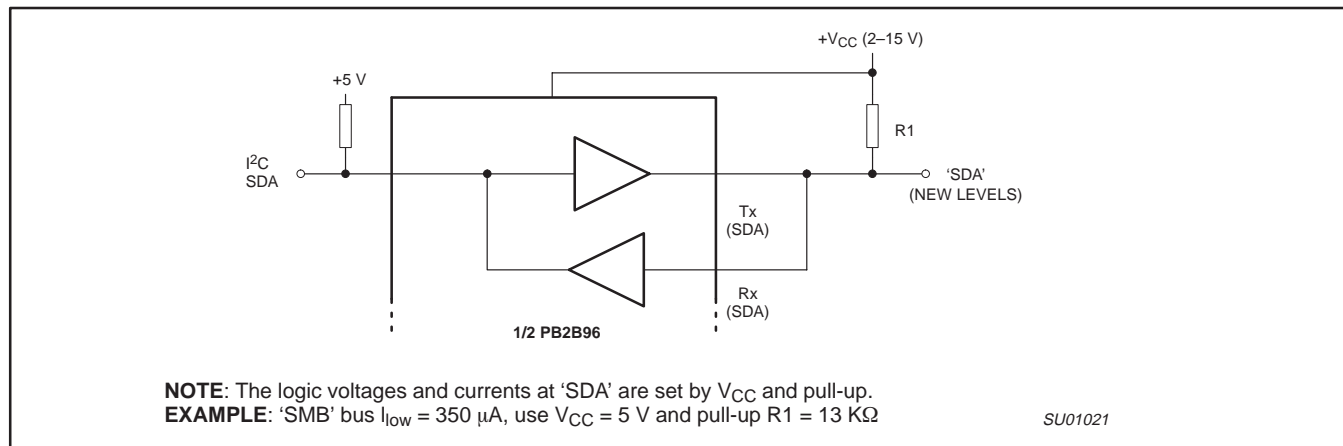 +VCC (2–15 V)
+5 V
R1
I²C
SDA
‘SDA’
(NEW LEVELS)
Tx
(SDA)
Rx
(SDA)
1/2 PB2B96
NOTE: The logic voltages and currents at ‘SDA’ are set by VCC and pull-up.
EXAMPLE: ‘SMB’ bus Ilow = 350 µA, use VCC = 5 V and pull-up R1 = 13 KΩ
SU01021